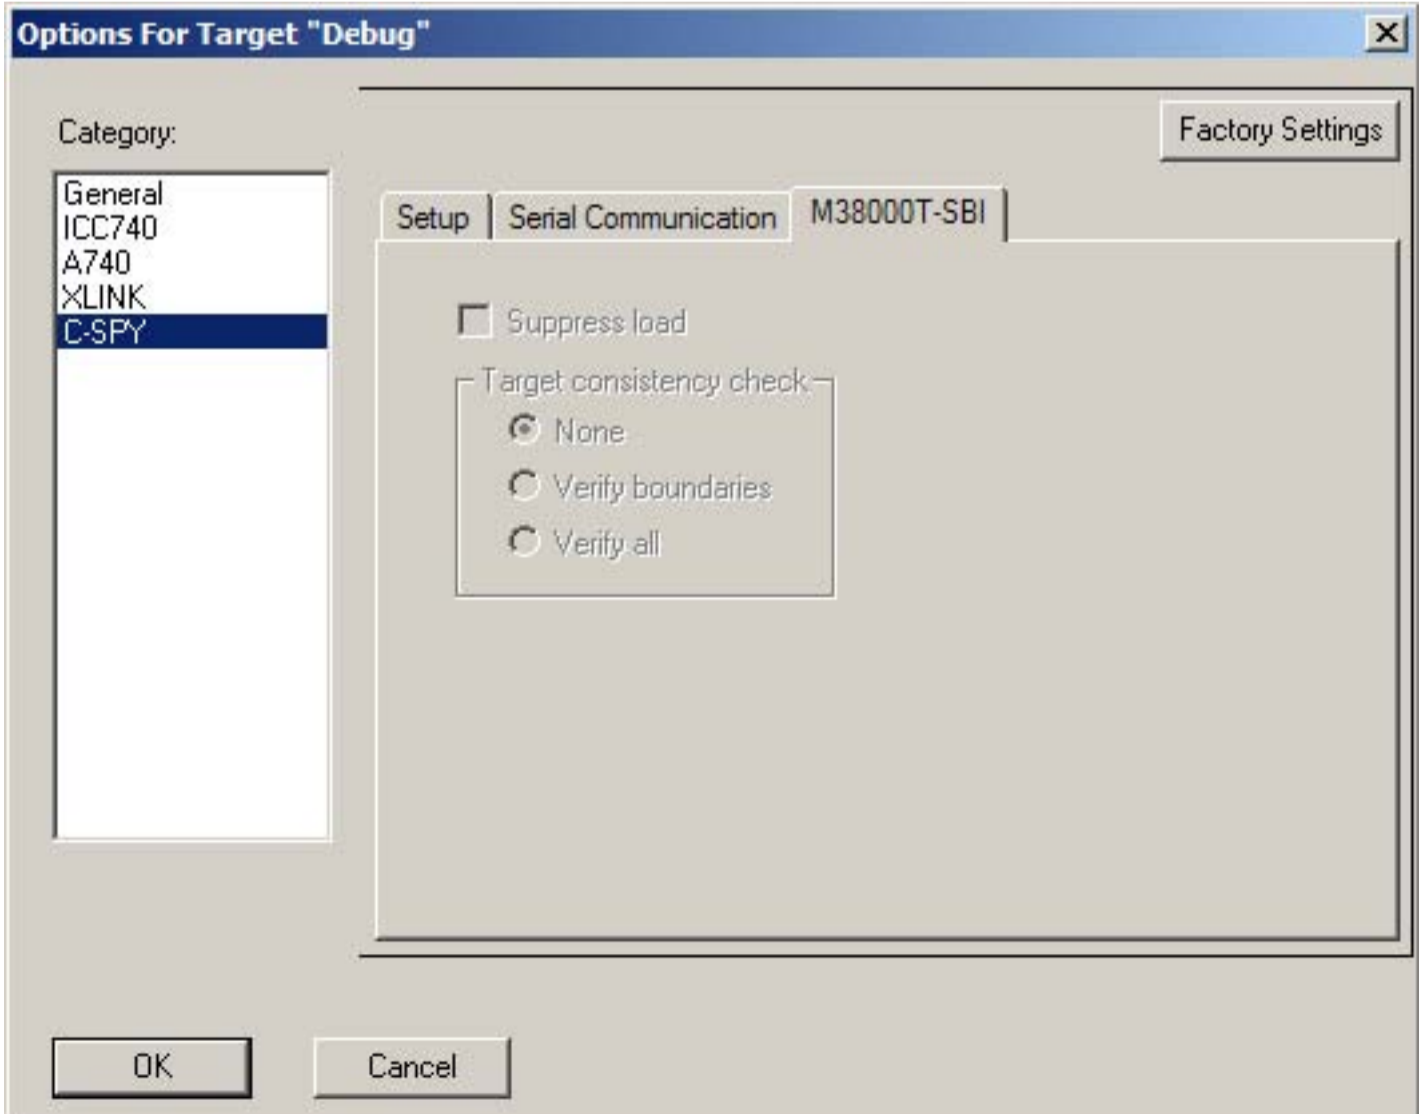 Options For Target "Debug"
Category:
Factory Settings
General
ICC740
A740
XLINK
C-SPY
Setup
Serial Communication
M38000T-SBI
Suppress load
Target consistency check
None
Verify boundaries
Verify all
OK
Cancel